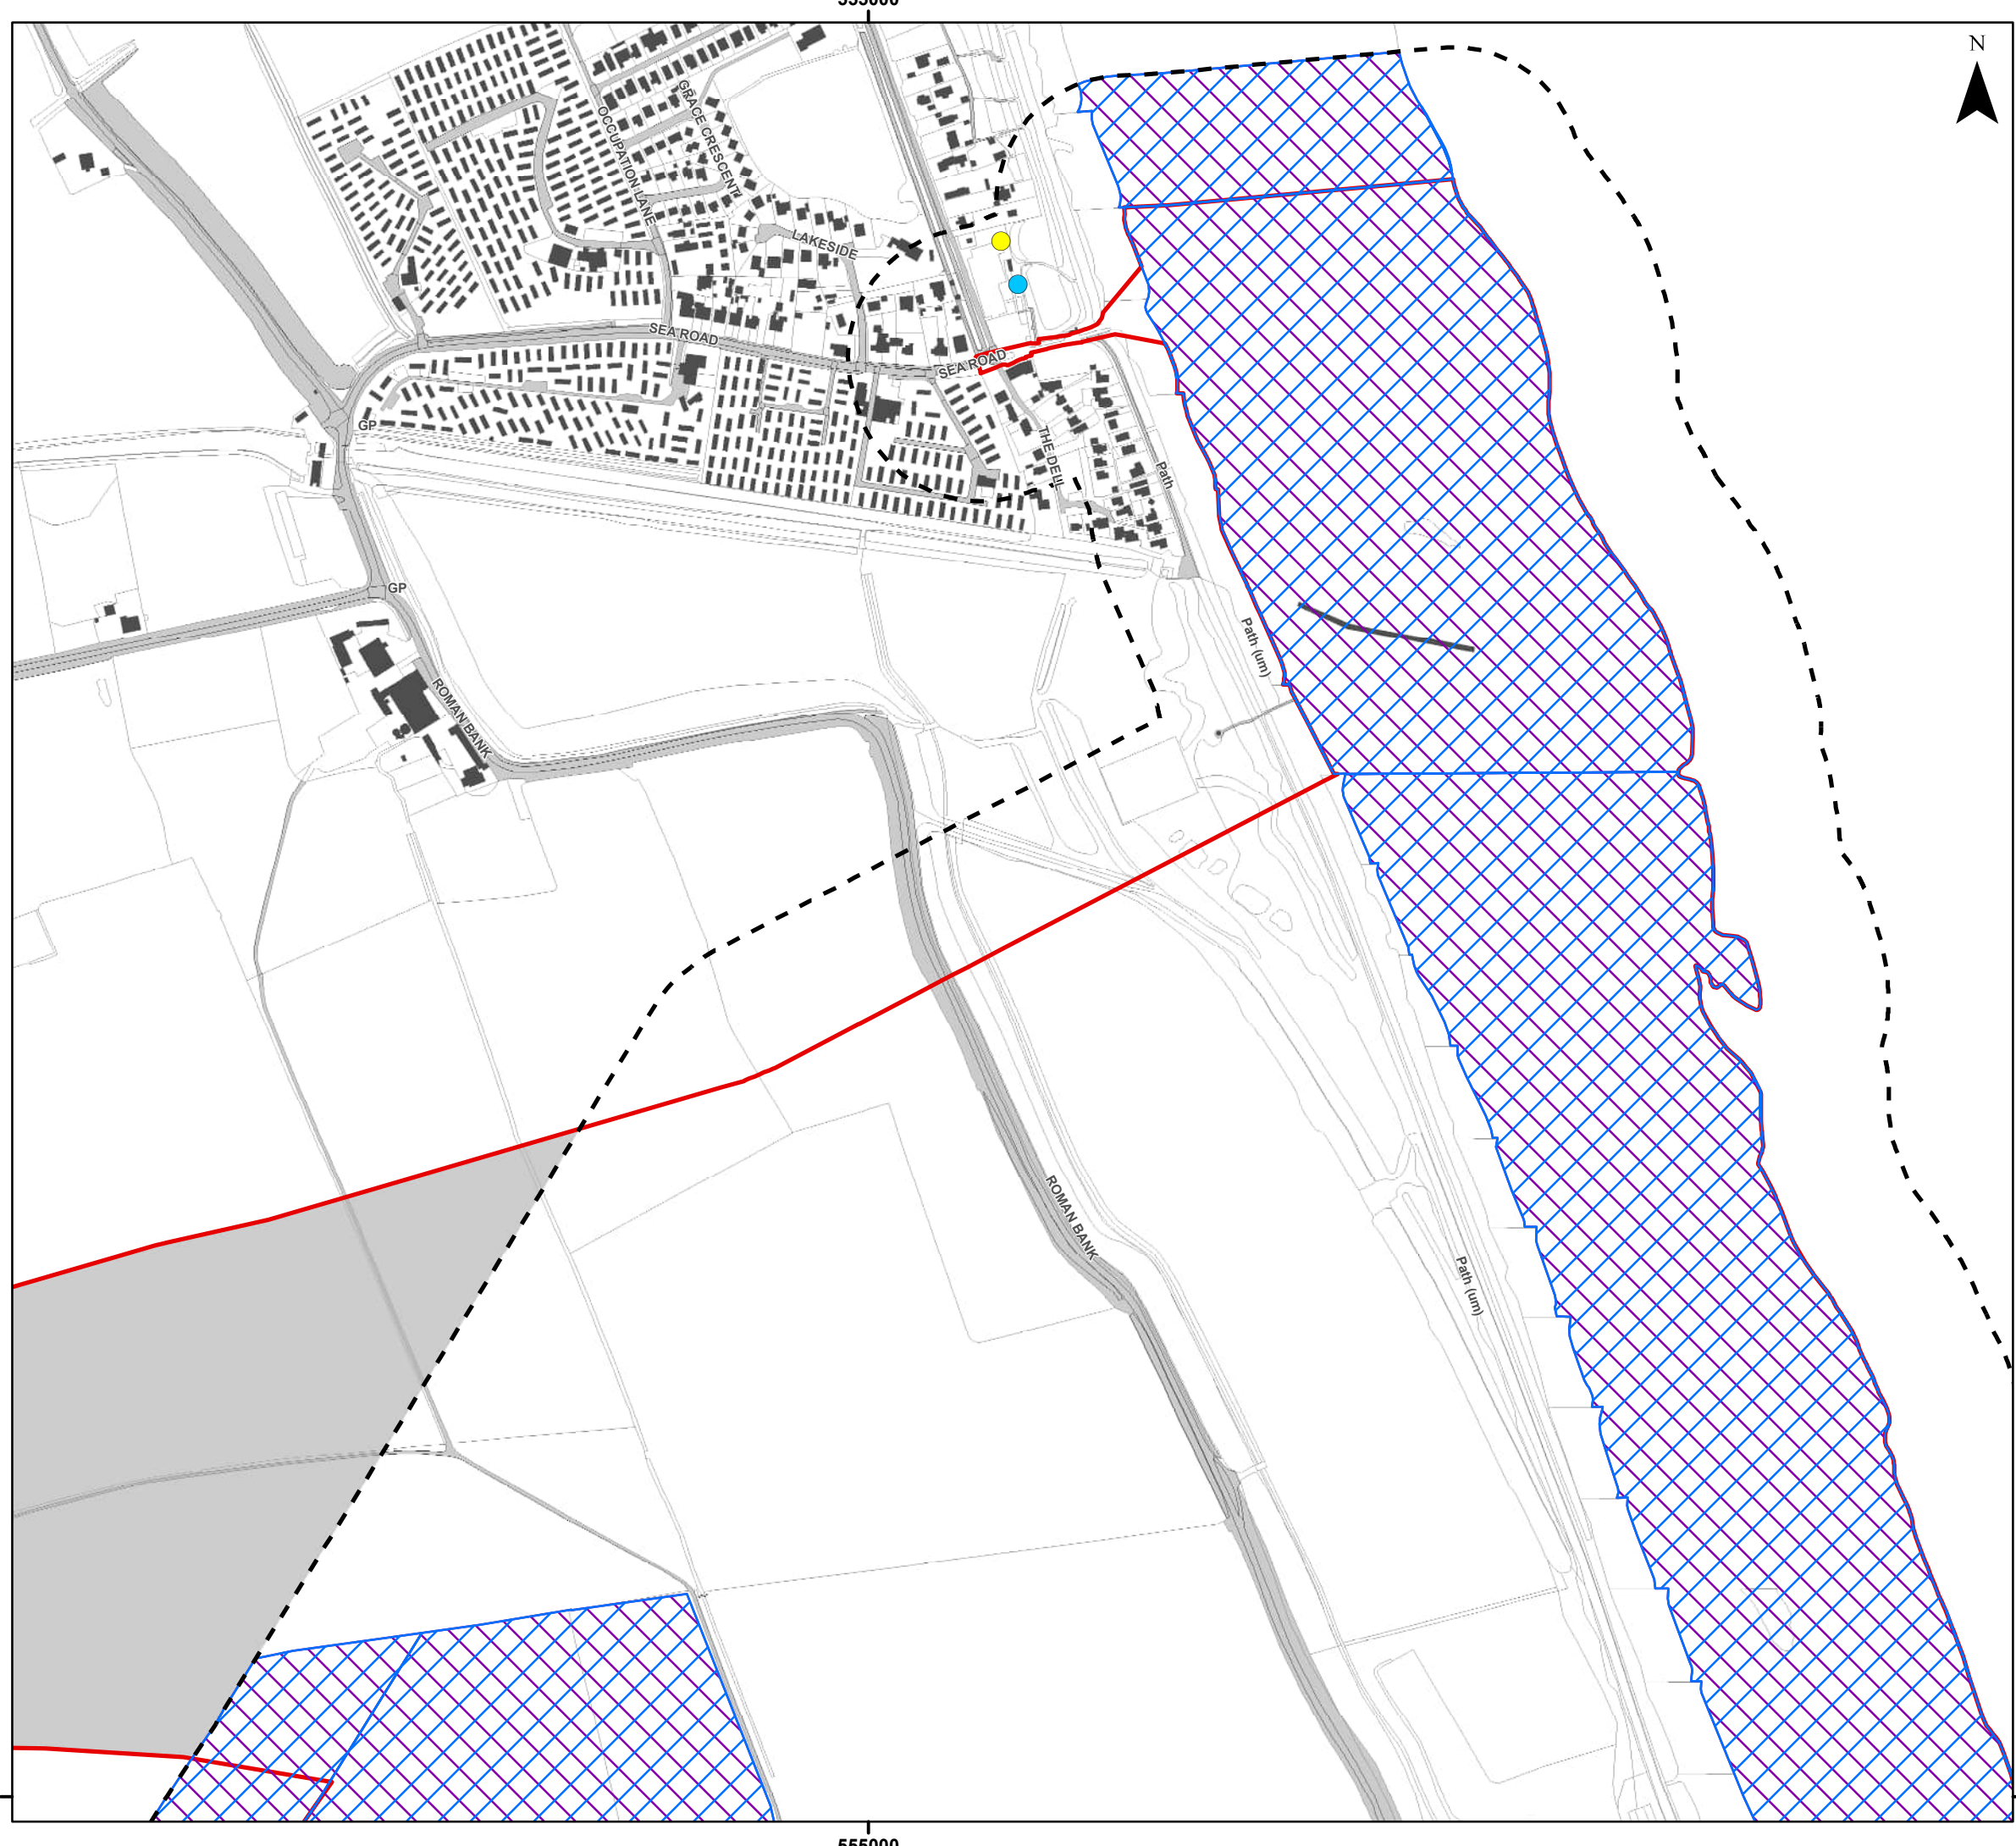 555000
N
OCCUPATION LANE
GRACE CRESCENT
LAKESIDE
SEA ROAD
SEA ROAD
GP
THE DEUL
Path
GP
Path (um)
ROMAN BANK
ROMAN BANK
Path (um)
555000